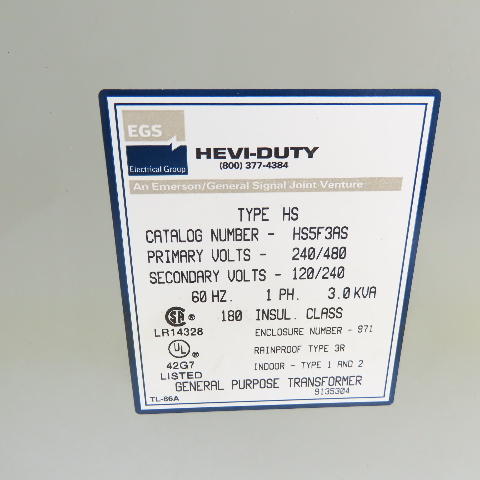 EGS
Electrical Group
HEVI-DUTY
(800) 377-4384
An Emerson/General Signal Joint Venture
TYPE HS
CATALOG NUMBER - HS5F3AS
PRIMARY VOLTS - 240/480
SECONDARY VOLTS - 120/240
60 HZ. 1 PH. 3.0 KVA
SA 180 INSUL. CLASS
LR14328 ENCLOSURE NUMBER - 971
UL RAINPROOF TYPE 3R
42G7 INDOOR - TYPE 1 AND 2
LISTED
GENERAL PURPOSE TRANSFORMER
TL-86A 9135304